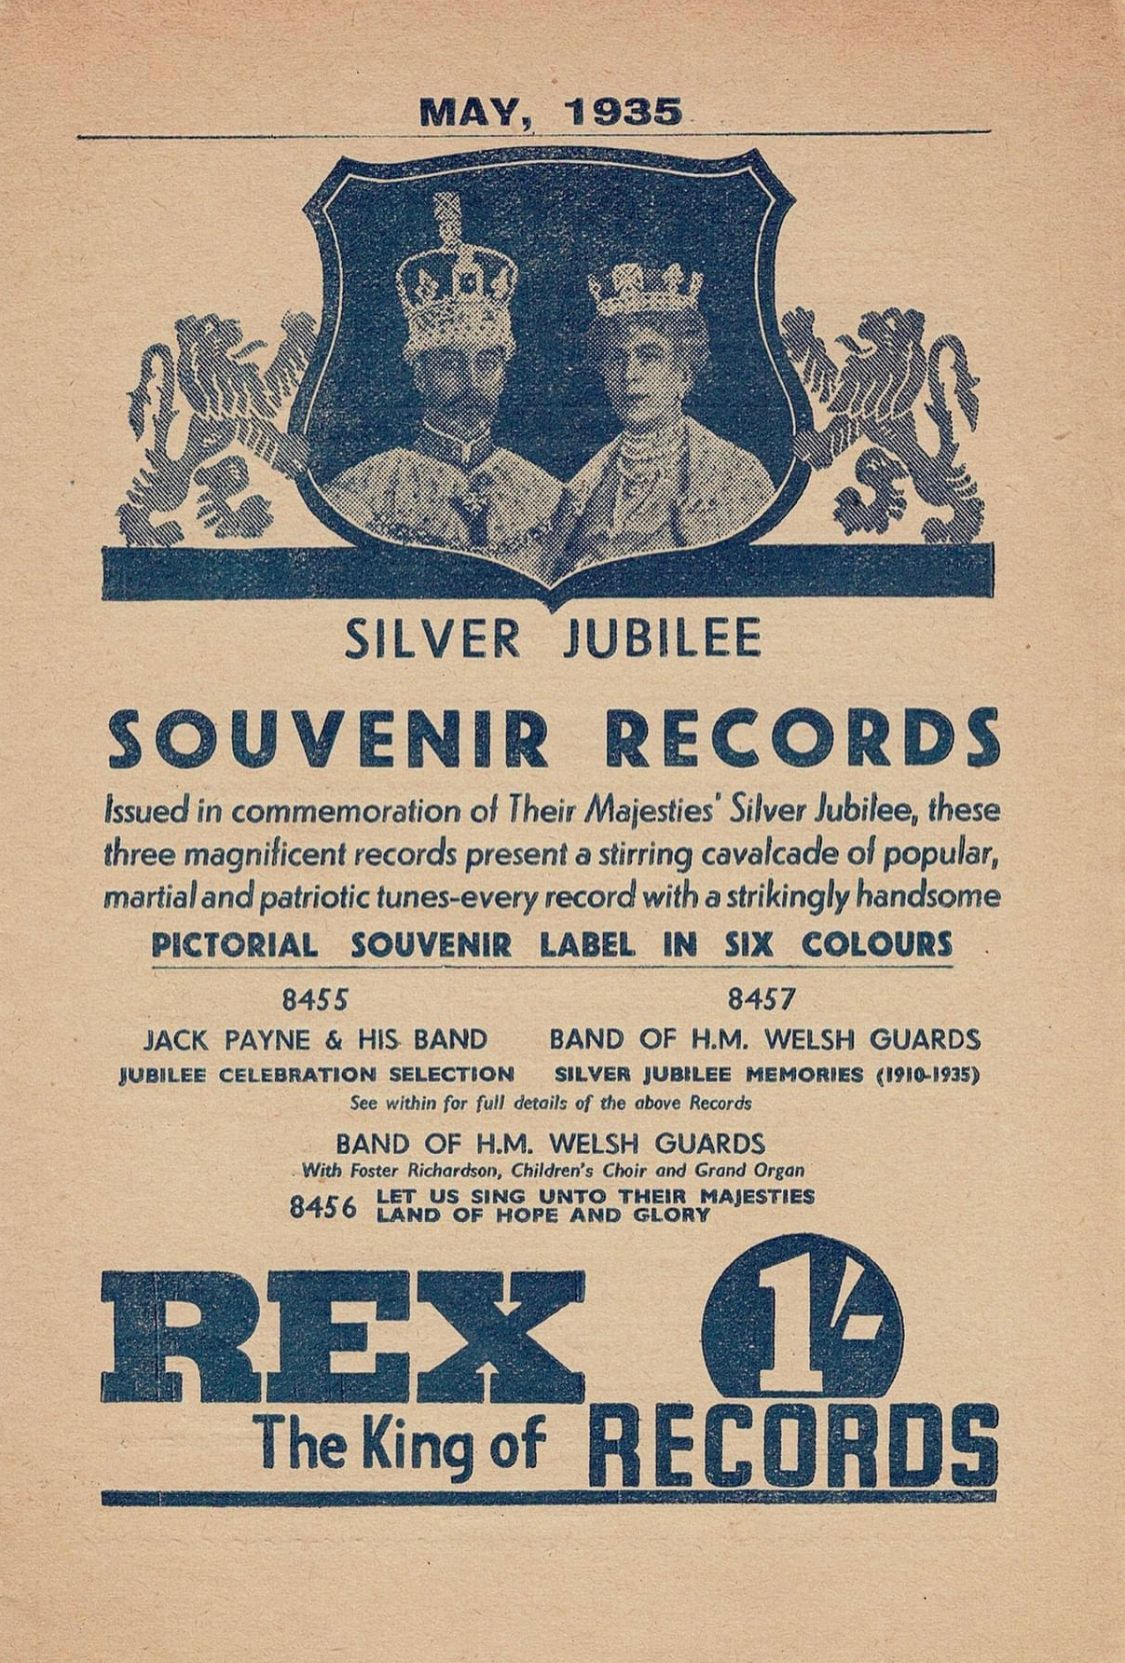 MAY, 1935
SILVER JUBILEE
SOUVENIR RECORDS
Issued in commemoration of Their Majesties' Silver Jubilee, these
three magnificent records present a stirring cavalcade of popular,
martial and patriotic tunes-every record with a strikingly handsome
PICTORIAL SOUVENIR LABEL IN SIX COLOURS
8455
JACK PAYNE & HIS BAND
JUBILEE CELEBRATION SELECTION
8457
BAND OF H.M. WELSH GUARDS
SILVER JUBILEE MEMORIES (1910-1935)
See within for full details of the above Records
BAND OF H.M. WELSH GUARDS
With Foster Richardson, Children's Choir and Grand Organ
8456 LET US SING UNTO THEIR MAJESTIES
LAND OF HOPE AND GLORY
REX 1/-
The King of RECORDS